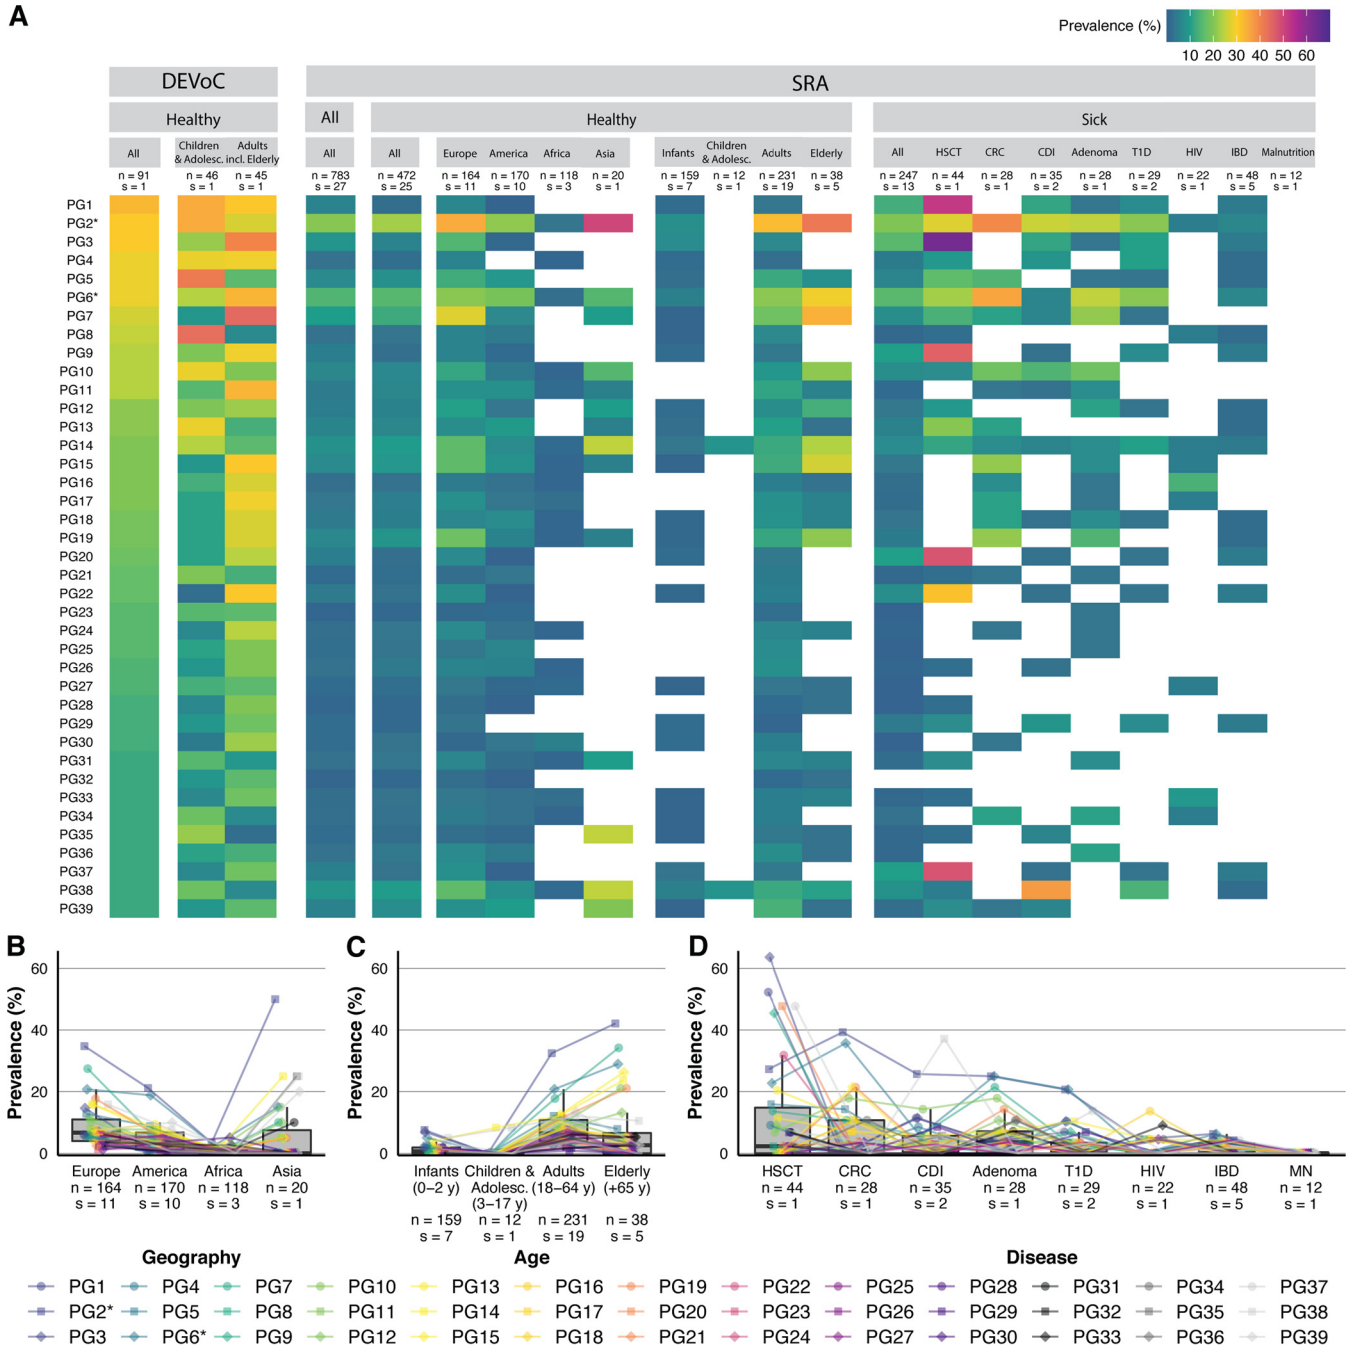 A
Prevalence (%)
10 20 30 40 50 60
DEVoC
SRA
Healthy
All
Healthy
Sick
All
Children & Adolesc.
Adults incl. Elderly
All
All
Europe
America
Africa
Asia
Infants
Children & Adolesc.
Adults
Elderly
All
HSCT
CRC
CDI
Adenoma
T1D
HIV
IBD
Malnutrition
n = 91 n = 46 n = 45 n = 783 n = 472 n = 164 n = 170 n = 118 n = 20 n = 159 n = 12 n = 231 n = 38 n = 247 n = 44 n = 28 n = 35 n = 28 n = 29 n = 22 n = 48 n = 12
s = 1 s = 1 s = 1 s = 27 s = 25 s = 11 s = 10 s = 3 s = 1 s = 7 s = 1 s = 19 s = 5 s = 13 s = 1 s = 1 s = 2 s = 1 s = 2 s = 1 s = 5 s = 1
PG1
PG2*
PG3
PG4
PG5
PG6*
PG7
PG8
PG9
PG10
PG11
PG12
PG13
PG14
PG15
PG16
PG17
PG18
PG19
PG20
PG21
PG22
PG23
PG24
PG25
PG26
PG27
PG28
PG29
PG30
PG31
PG32
PG33
PG34
PG35
PG36
PG37
PG38
PG39
B
Prevalence (%)
60
40
20
0
Europe America Africa Asia
n = 164 n = 170 n = 118 n = 20
s = 11 s = 10 s = 3 s = 1
Geography
C
Prevalence (%)
60
40
20
0
Infants Children & Adults Elderly
(0–2 y) Adolesc. (18–64 y) (+65 y)
(3–17 y)
n = 159 n = 12 n = 231 n = 38
s = 7 s = 1 s = 19 s = 5
Age
D
Prevalence (%)
60
40
20
0
HSCT CRC CDI Adenoma T1D HIV IBD MN
n = 44 n = 28 n = 35 n = 28 n = 29 n = 22 n = 48 n = 12
s = 1 s = 1 s = 2 s = 1 s = 2 s = 1 s = 5 s = 1
Disease
PG1 PG4 PG7 PG10 PG13 PG16 PG19 PG22 PG25 PG28 PG31 PG34 PG37
PG2* PG5 PG8 PG11 PG14 PG17 PG20 PG23 PG26 PG29 PG32 PG35 PG38
PG3 PG6* PG9 PG12 PG15 PG18 PG21 PG24 PG27 PG30 PG33 PG36 PG39